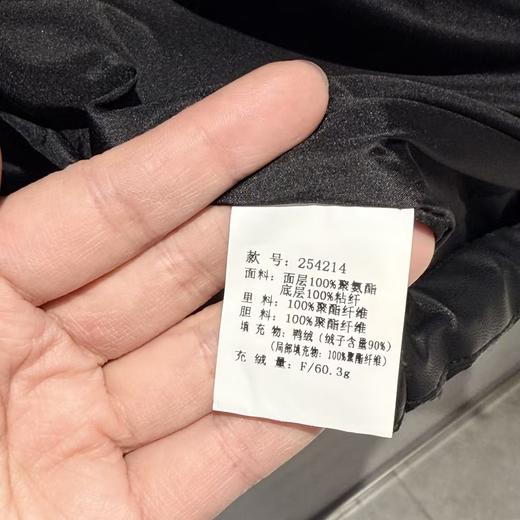 款 号: 254214
面料: 面层100%聚氨酯
底层100%粘纤
里 料: 100%聚酯纤维
胆 料: 100%聚酯纤维
填 充 物: 鸭绒 (绒子含量90%)
(局部填充物: 100%聚酯纤维)
充 绒 量: F/60.3g